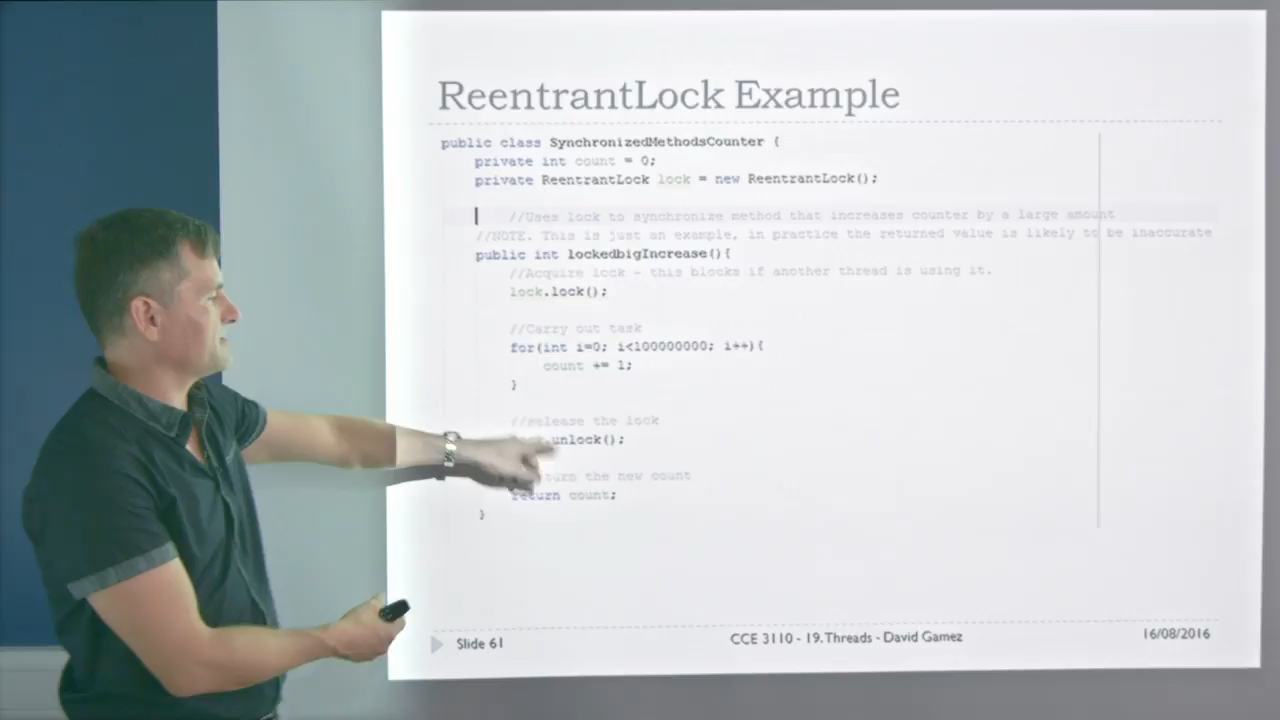 ReentrantLock Example
public class SynchronizedMethodsCounter {
private int count = 0;
private ReentrantLock lock = new ReentrantLock();
//Uses lock to synchronize method that increases counter by a large amount
//NOTE. This is just an example, in practice the returned value is likely to be inaccurate
public int lockedbigIncrease(){
//Acquire lock - this blocks if another thread is using it.
lock.lock();
//Carry out task
for(int i=0; i<100000000; i++){
count += 1;
}
//release the lock
.unlock();
the new count
return count;
}
Slide 61
CCE 3110 - 19.Threads - David Gamez
16/08/2016